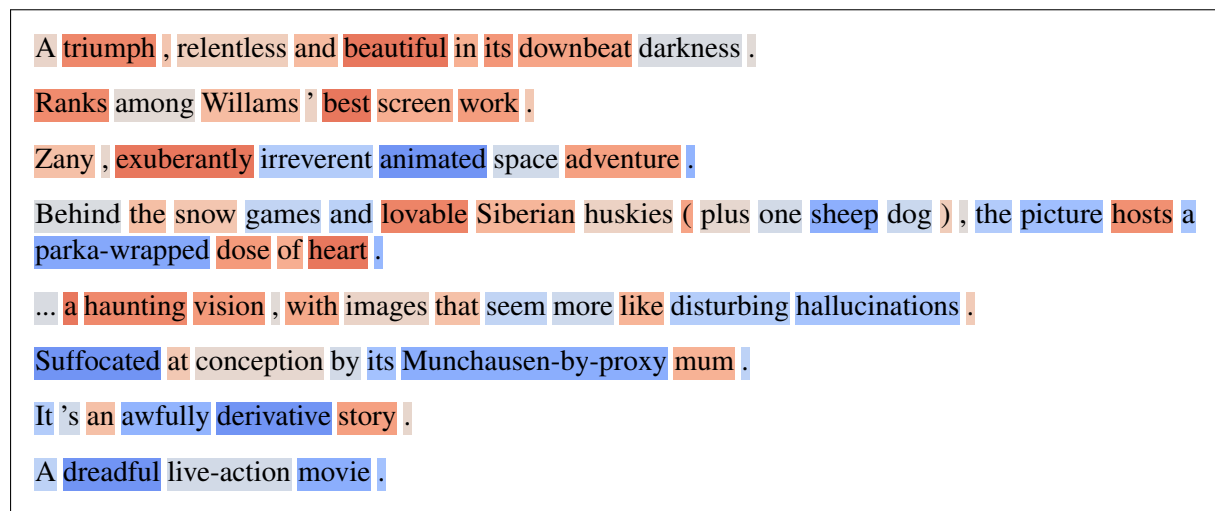 A triumph , relentless and beautiful in its downbeat darkness .
Ranks among Willams ’ best screen work .
Zany , exuberantly irreverent animated space adventure .
Behind the snow games and lovable Siberian huskies ( plus one sheep dog ) , the picture hosts a
parka-wrapped dose of heart .
... a haunting vision , with images that seem more like disturbing hallucinations .
Suffocated at conception by its Munchausen-by-proxy mum .
It ’s an awfully derivative story .
A dreadful live-action movie .